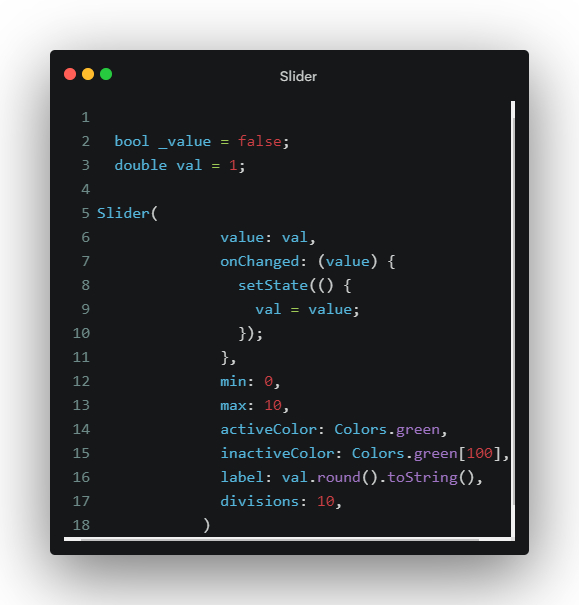 Slider
1
2 bool _value = false;
3 double val = 1;
4
5 Slider(
6 value: val,
7 onChanged: (value) {
8 setState(() {
9 val = value;
10 });
11 },
12 min: 0,
13 max: 10,
14 activeColor: Colors.green,
15 inactiveColor: Colors.green[100],
16 label: val.round().toString(),
17 divisions: 10,
18 )